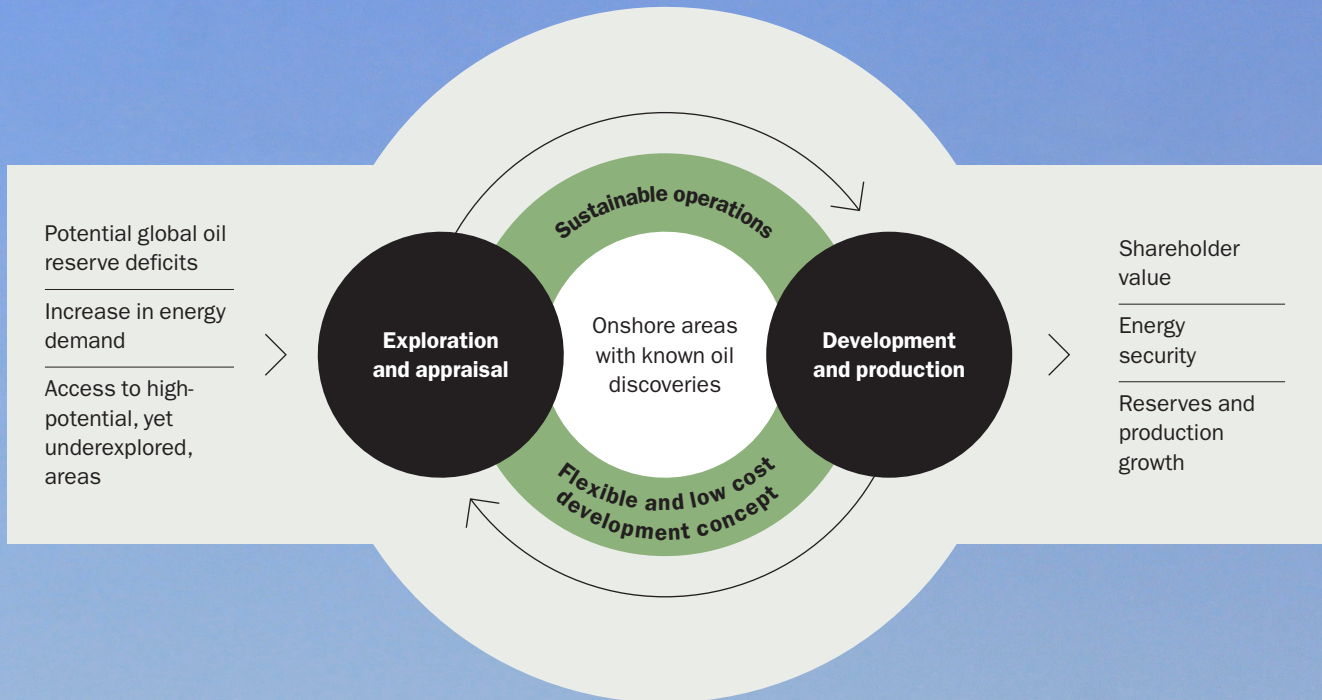 Potential global oil
reserve deficits
Increase in energy
demand
Access to high-
potential, yet
underexplored,
areas
Sustainable operations
Exploration
and appraisal
Onshore areas
with known oil
discoveries
Development
and production
Flexible and low cost
development concept
Shareholder
value
Energy
security
Reserves and
production
growth